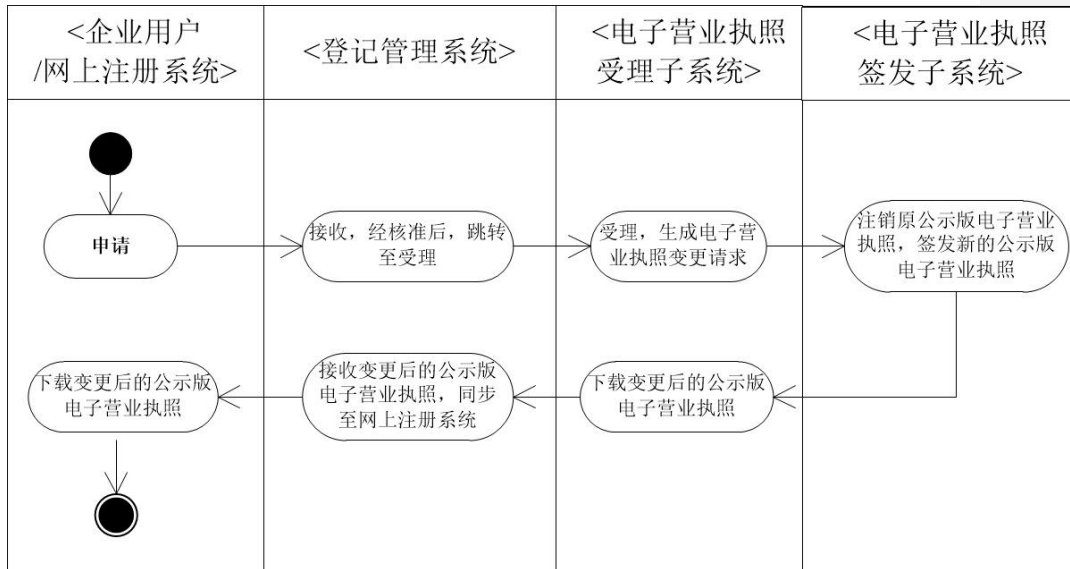 <企业用户
/网上注册系统>
<登记管理系统>
<电子营业执照
受理子系统>
<电子营业执照
签发子系统>
申请
接收，经核准后，跳转
至受理
受理，生成电子营
业执照变更请求
注销原公示版电子营业
执照，签发新的公示版
电子营业执照
下载变更后的公示版
电子营业执照
接收变更后的公示版
电子营业执照，同步
至网上注册系统
下载变更后的公示版
电子营业执照